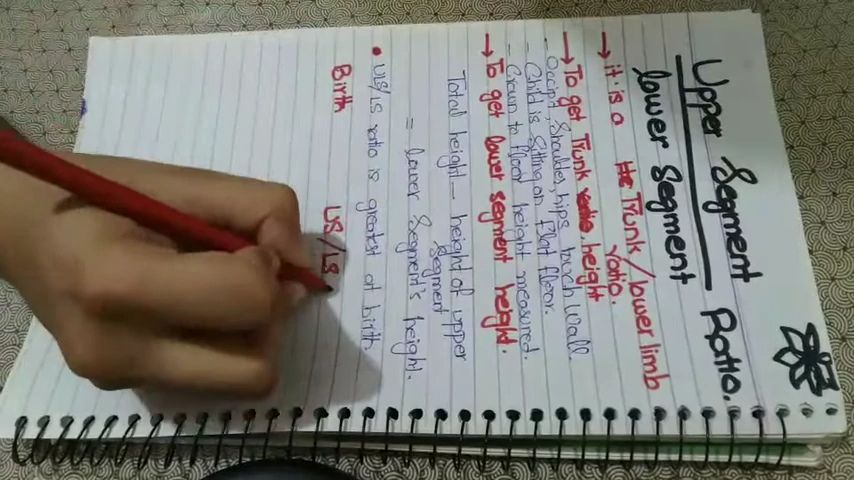 Upper Segment Ratio.
lower Segment
→ it is a Trunk/lower limb
ratio.
→ To get Trunk height
- Occipit, Shoulder, hips touch Wall
- Child is Sitting on flat floor.
- Crown to floor height measured.
→ To get lower segment height.
Total height - height of upper
Segment
= lower Segment's height.
• US/LS ratio is greatest at birth
Birth US/LS